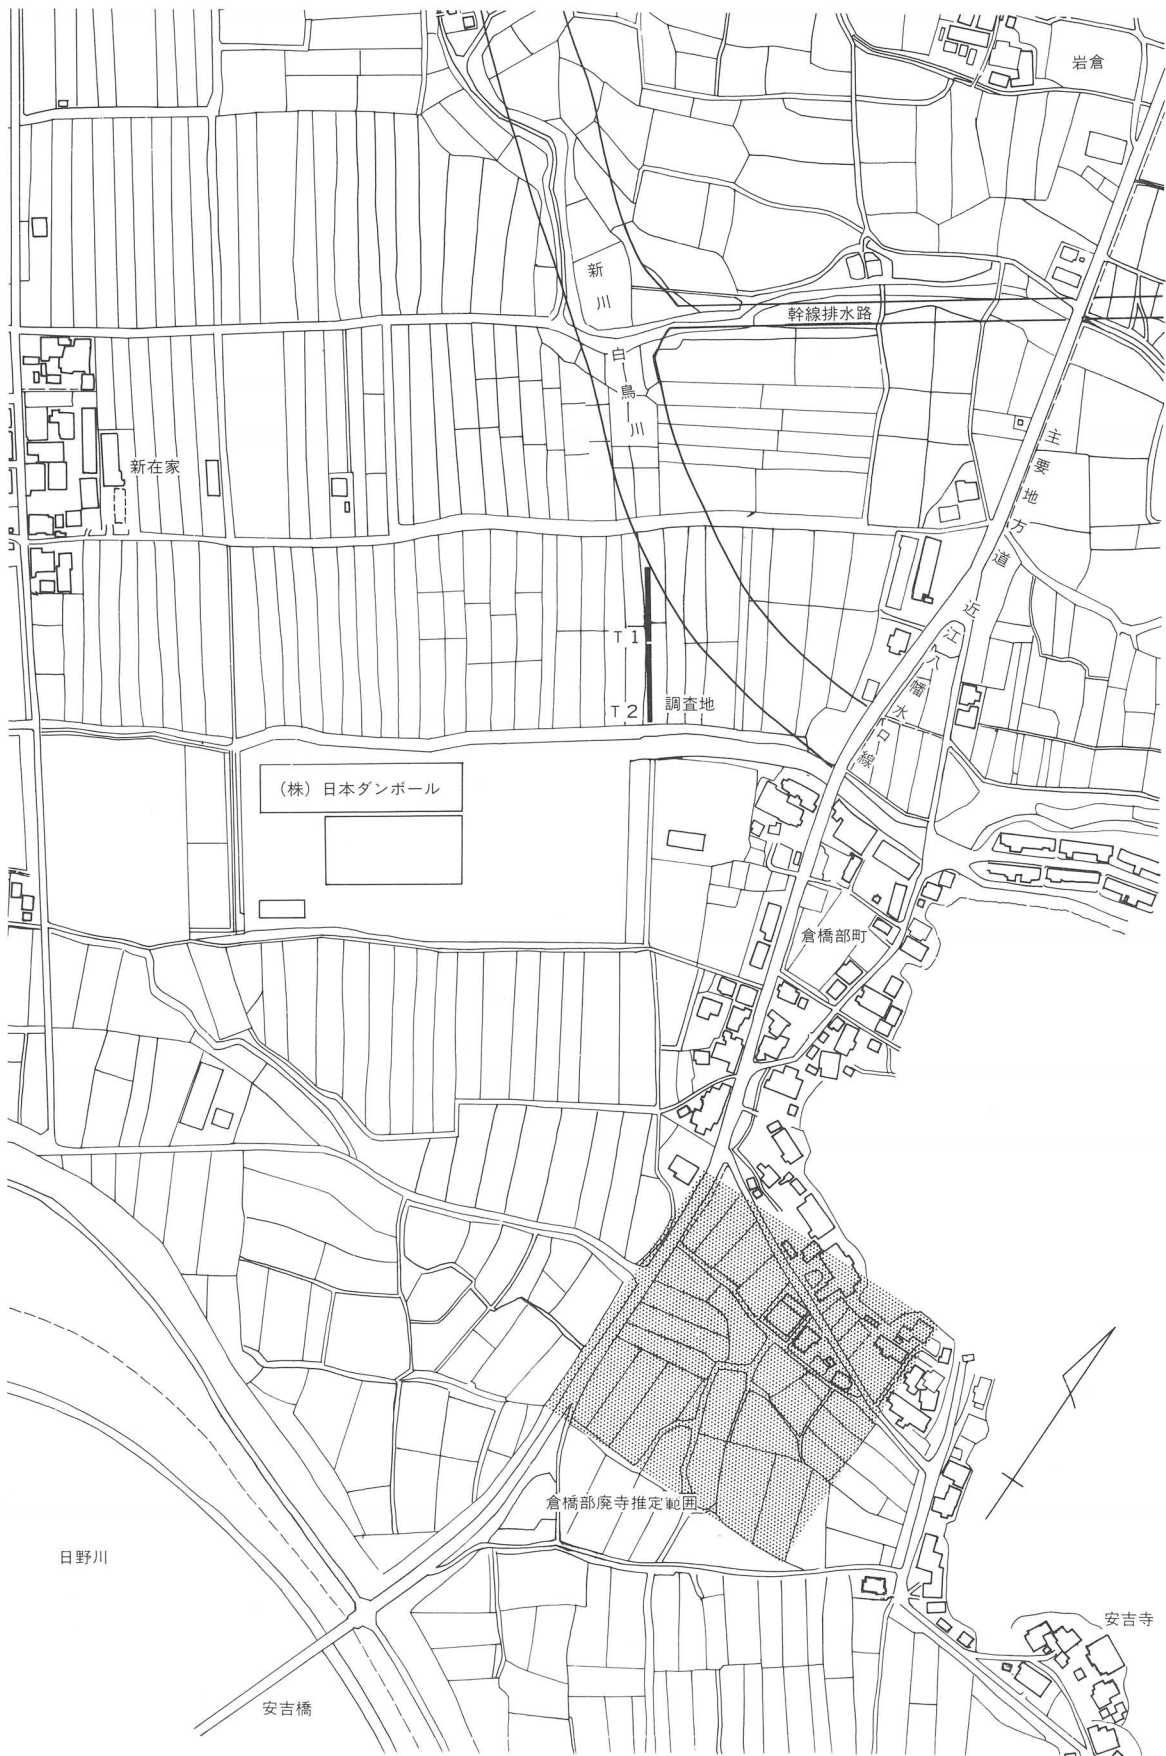 岩倉
新川
幹線排水路
白鳥川
主要地方道
新在家
近江八幡水口線
T1
T2
調査地
(株)日本ダンボール
倉橋部町
倉橋部廃寺推定範囲
日野川
安吉寺
安吉橋